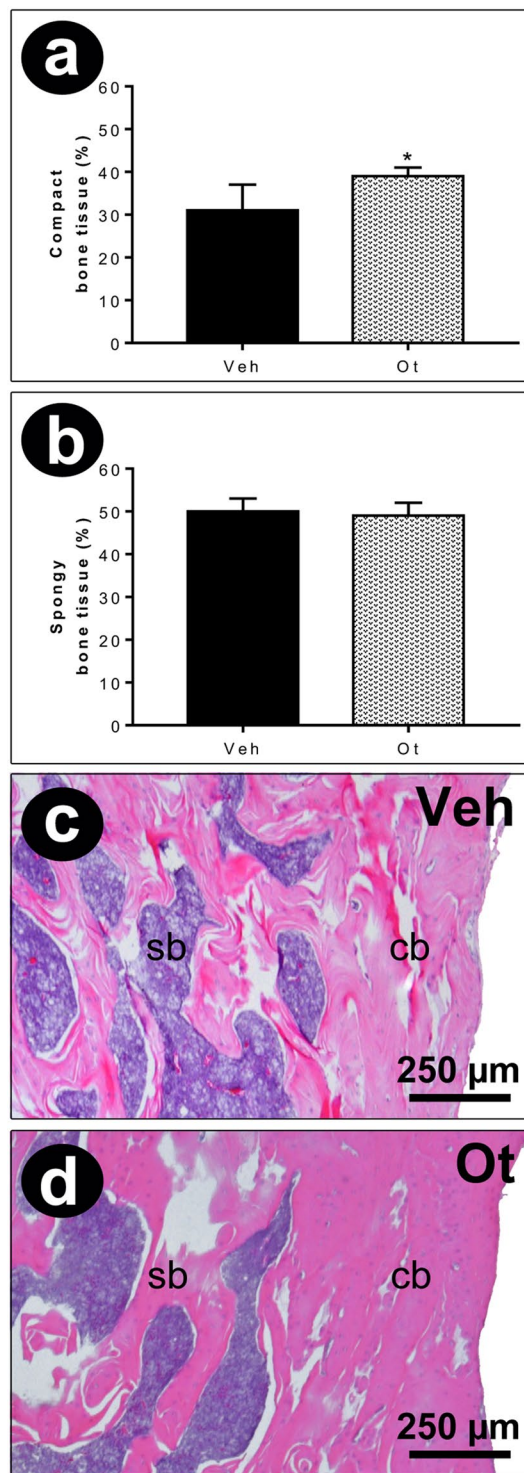 a
Compact
bone tissue (%)
60
50
40
30
20
10
0
*
Veh Ot
b
Spongy
bone tissue (%)
60
50
40
30
20
10
0
Veh Ot
c
Veh
sb cb
250 µm
d
Ot
sb cb
250 µm